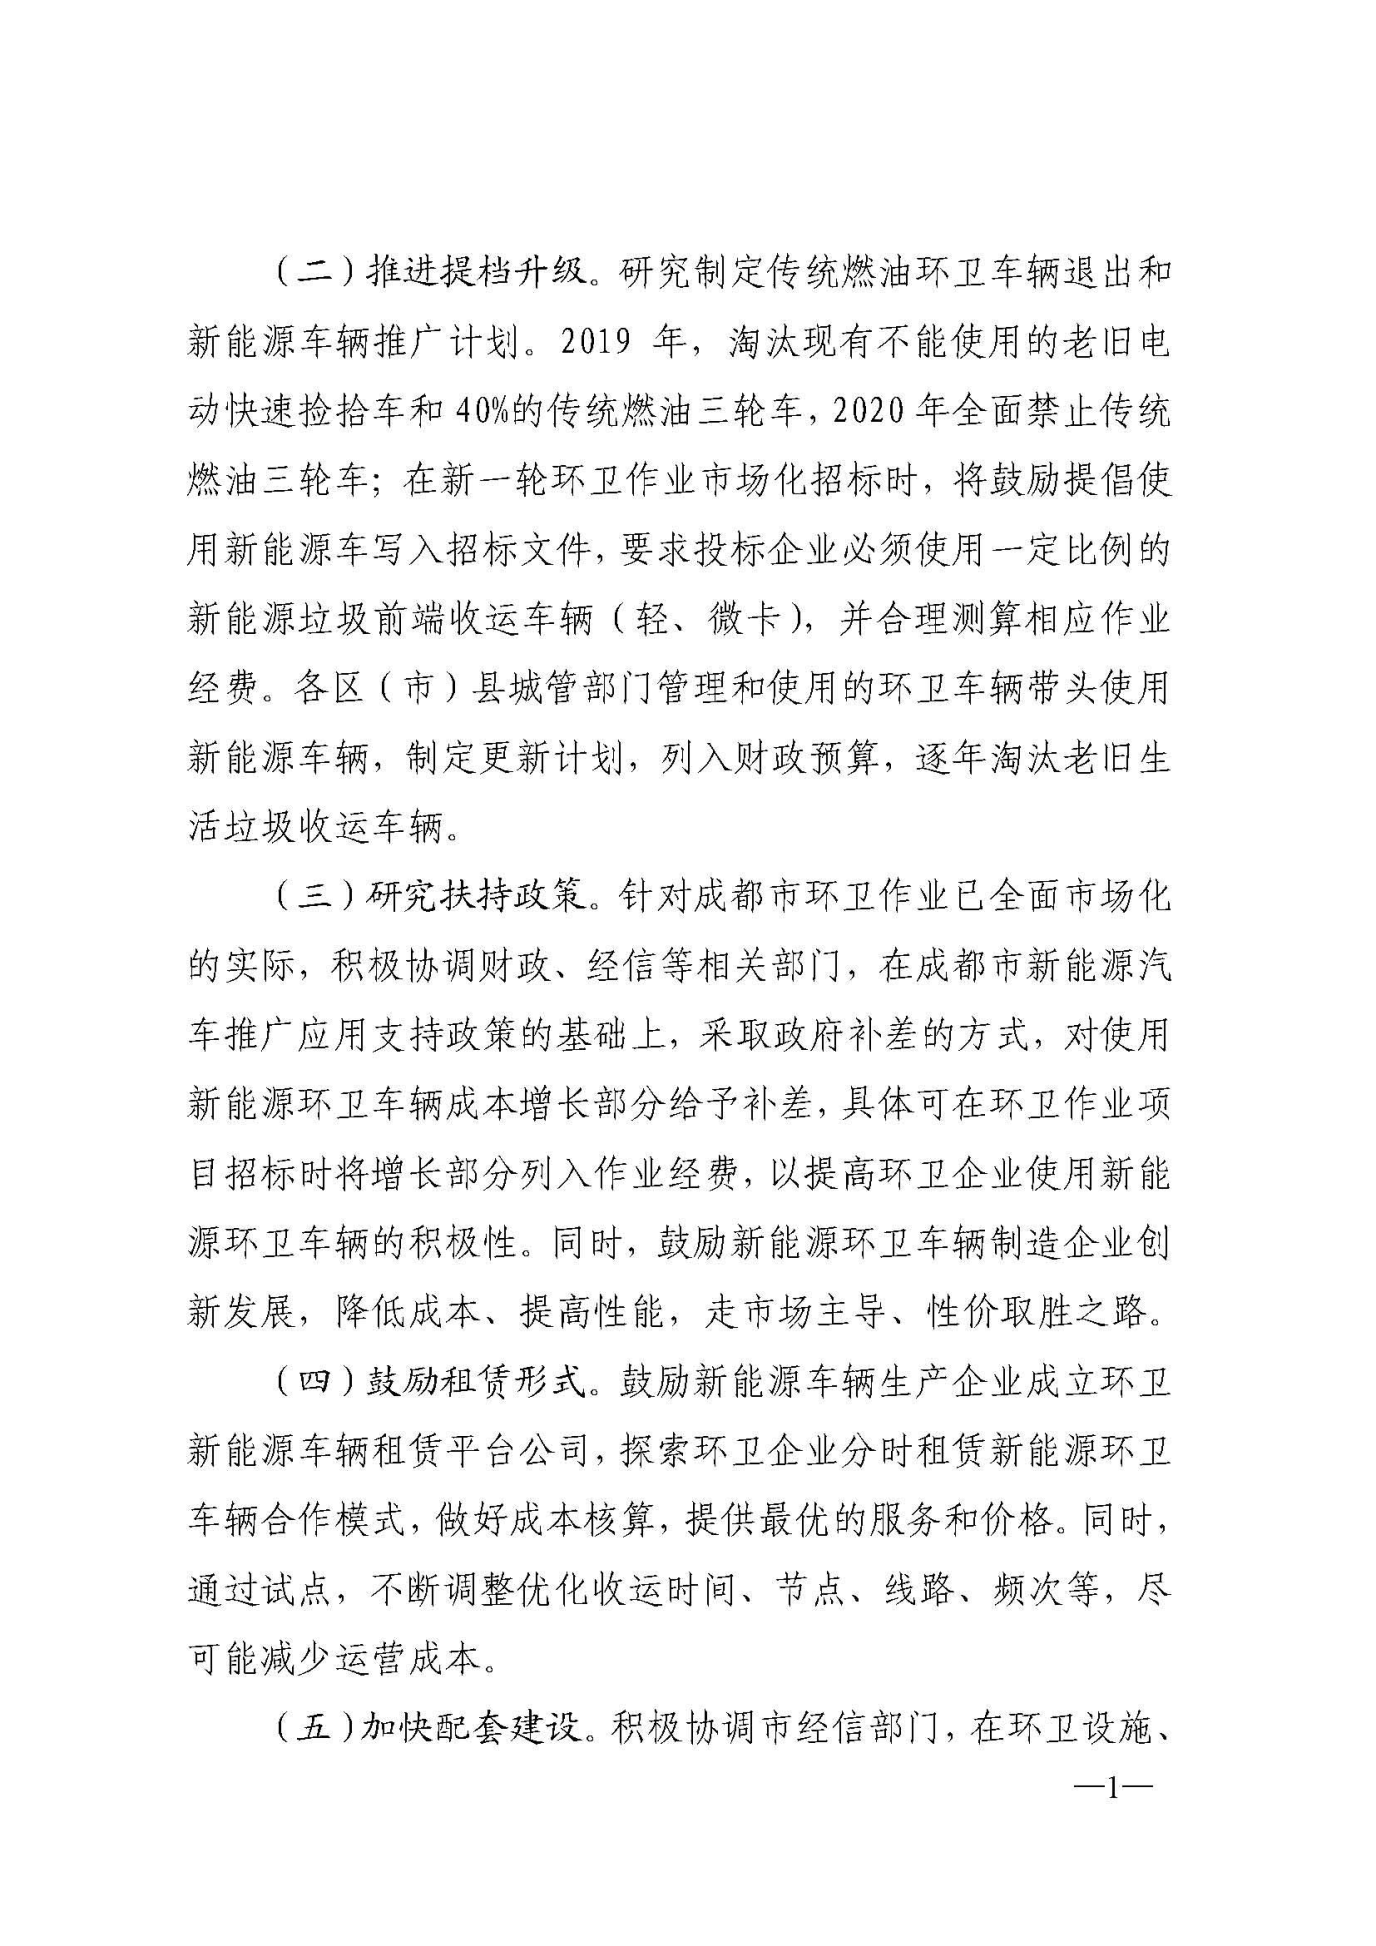 （二）推进提档升级。研究制定传统燃油环卫车辆退出和
新能源车辆推广计划。2019 年，淘汰现有不能使用的老旧电
动快速捡拾车和 40%的传统燃油三轮车，2020 年全面禁止传统
燃油三轮车；在新一轮环卫作业市场化招标时，将鼓励提倡使
用新能源车写入招标文件，要求投标企业必须使用一定比例的
新能源垃圾前端收运车辆（轻、微卡），并合理测算相应作业
经费。各区（市）县城管部门管理和使用的环卫车辆带头使用
新能源车辆，制定更新计划，列入财政预算，逐年淘汰老旧生
活垃圾收运车辆。
（三）研究扶持政策。针对成都市环卫作业已全面市场化
的实际，积极协调财政、经信等相关部门，在成都市新能源汽
车推广应用支持政策的基础上，采取政府补差的方式，对使用
新能源环卫车辆成本增长部分给予补差，具体可在环卫作业项
目招标时将增长部分列入作业经费，以提高环卫企业使用新能
源环卫车辆的积极性。同时，鼓励新能源环卫车辆制造企业创
新发展，降低成本、提高性能，走市场主导、性价取胜之路。
（四）鼓励租赁形式。鼓励新能源车辆生产企业成立环卫
新能源车辆租赁平台公司，探索环卫企业分时租赁新能源环卫
车辆合作模式，做好成本核算，提供最优的服务和价格。同时，
通过试点，不断调整优化收运时间、节点、线路、频次等，尽
可能减少运营成本。
（五）加快配套建设。积极协调市经信部门，在环卫设施、
—1—